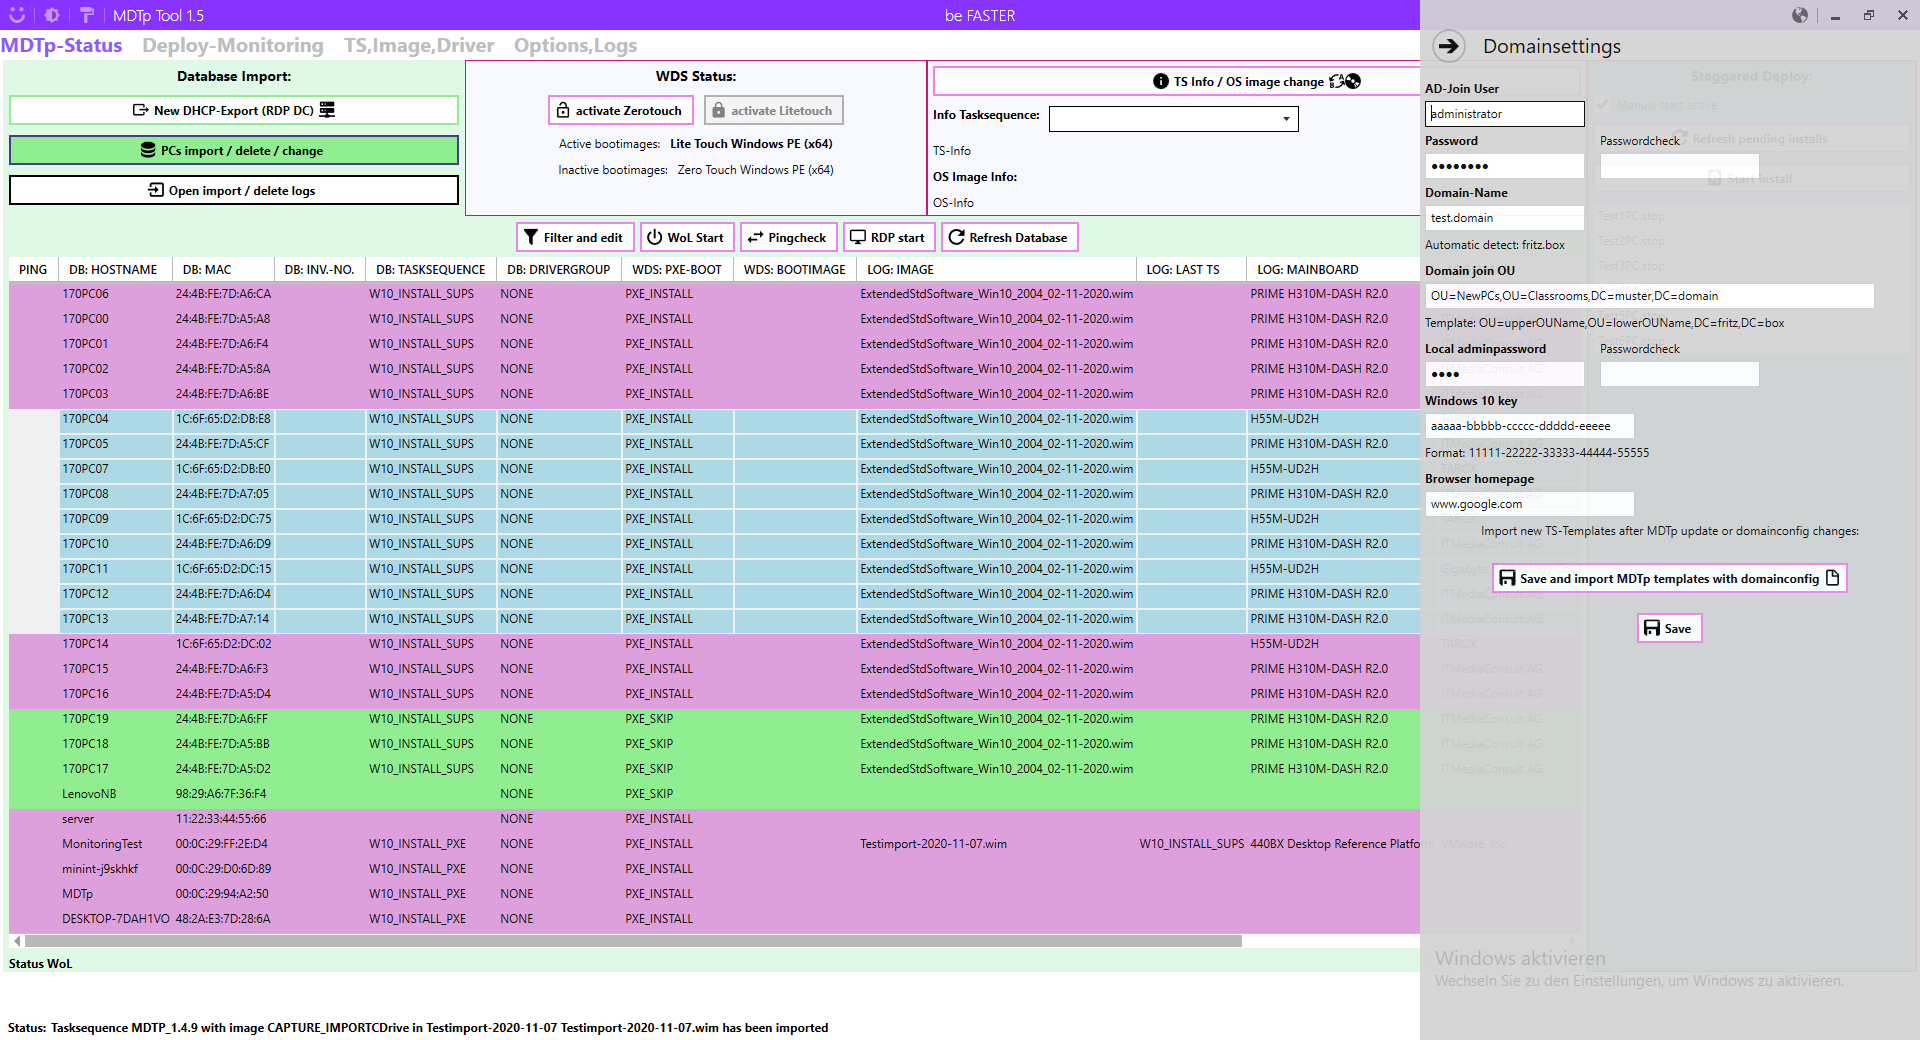 MDTp Tool 1.5
be FASTER
MDTp-Status Deploy-Monitoring TS,Image,Driver Options,Logs
Database Import:
New DHCP-Export (RDP DC)
PCs import / delete / change
Open import / delete logs
WDS Status:
activate Zerotouch
activate Litetouch
Active bootimages: Lite Touch Windows PE (x64)
Inactive bootimages: Zero Touch Windows PE (x64)
TS Info / OS image change
Info Tasksequence:
TS-Info
OS Image Info:
OS-Info
Filter and edit
WoL Start
Pingcheck
RDP start
Refresh Database
PING DB: HOSTNAME DB: MAC DB: INV.-NO. DB: TASKSEQUENCE DB: DRIVERGROUP WDS: PXE-BOOT WDS: BOOTIMAGE LOG: IMAGE LOG: LAST TS LOG: MAINBOARD
170PC06 24:4B:FE:7D:A6:CA W10_INSTALL_SUPS NONE PXE_INSTALL ExtendedStdSoftware_Win10_2004_02-11-2020.wim PRIME H310M-DASH R2.0
170PC00 24:4B:FE:7D:A5:A8 W10_INSTALL_SUPS NONE PXE_INSTALL ExtendedStdSoftware_Win10_2004_02-11-2020.wim PRIME H310M-DASH R2.0
170PC01 24:4B:FE:7D:A6:F4 W10_INSTALL_SUPS NONE PXE_INSTALL ExtendedStdSoftware_Win10_2004_02-11-2020.wim PRIME H310M-DASH R2.0
170PC02 24:4B:FE:7D:A5:8A W10_INSTALL_SUPS NONE PXE_INSTALL ExtendedStdSoftware_Win10_2004_02-11-2020.wim PRIME H310M-DASH R2.0
170PC03 24:4B:FE:7D:A6:BE W10_INSTALL_SUPS NONE PXE_INSTALL ExtendedStdSoftware_Win10_2004_02-11-2020.wim PRIME H310M-DASH R2.0
170PC04 1C:6F:65:D2:DB:E8 W10_INSTALL_SUPS NONE PXE_INSTALL ExtendedStdSoftware_Win10_2004_02-11-2020.wim H55M-UD2H
170PC05 24:4B:FE:7D:A5:CF W10_INSTALL_SUPS NONE PXE_INSTALL ExtendedStdSoftware_Win10_2004_02-11-2020.wim PRIME H310M-DASH R2.0
170PC07 1C:6F:65:D2:DB:E0 W10_INSTALL_SUPS NONE PXE_INSTALL ExtendedStdSoftware_Win10_2004_02-11-2020.wim H55M-UD2H
170PC08 24:4B:FE:7D:A7:05 W10_INSTALL_SUPS NONE PXE_INSTALL ExtendedStdSoftware_Win10_2004_02-11-2020.wim PRIME H310M-DASH R2.0
170PC09 1C:6F:65:D2:DC:75 W10_INSTALL_SUPS NONE PXE_INSTALL ExtendedStdSoftware_Win10_2004_02-11-2020.wim H55M-UD2H
170PC10 24:4B:FE:7D:A6:D9 W10_INSTALL_SUPS NONE PXE_INSTALL ExtendedStdSoftware_Win10_2004_02-11-2020.wim PRIME H310M-DASH R2.0
170PC11 1C:6F:65:D2:DC:15 W10_INSTALL_SUPS NONE PXE_INSTALL ExtendedStdSoftware_Win10_2004_02-11-2020.wim H55M-UD2H
170PC12 24:4B:FE:7D:A6:D4 W10_INSTALL_SUPS NONE PXE_INSTALL ExtendedStdSoftware_Win10_2004_02-11-2020.wim PRIME H310M-DASH R2.0
170PC13 24:4B:FE:7D:A7:14 W10_INSTALL_SUPS NONE PXE_INSTALL ExtendedStdSoftware_Win10_2004_02-11-2020.wim PRIME H310M-DASH R2.0
170PC14 1C:6F:65:D2:DC:02 W10_INSTALL_SUPS NONE PXE_INSTALL ExtendedStdSoftware_Win10_2004_02-11-2020.wim H55M-UD2H TAROX
170PC15 24:4B:FE:7D:A6:F3 W10_INSTALL_SUPS NONE PXE_INSTALL ExtendedStdSoftware_Win10_2004_02-11-2020.wim PRIME H310M-DASH R2.0 ITMediaConsult AG
170PC16 24:4B:FE:7D:A5:D4 W10_INSTALL_SUPS NONE PXE_INSTALL ExtendedStdSoftware_Win10_2004_02-11-2020.wim PRIME H310M-DASH R2.0 ITMediaConsult AG
170PC19 24:4B:FE:7D:A6:FF W10_INSTALL_SUPS NONE PXE_SKIP ExtendedStdSoftware_Win10_2004_02-11-2020.wim PRIME H310M-DASH R2.0 ITMediaConsult AG
170PC18 24:4B:FE:7D:A5:BB W10_INSTALL_SUPS NONE PXE_SKIP ExtendedStdSoftware_Win10_2004_02-11-2020.wim PRIME H310M-DASH R2.0 ITMediaConsult AG
170PC17 24:4B:FE:7D:A5:D2 W10_INSTALL_SUPS NONE PXE_SKIP ExtendedStdSoftware_Win10_2004_02-11-2020.wim PRIME H310M-DASH R2.0 ITMediaConsult AG
LenovoNB 98:29:A6:7F:36:F4 NONE PXE_SKIP
server 11:22:33:44:55:66 NONE PXE_INSTALL
MonitoringTest 00:0C:29:FF:2E:D4 W10_INSTALL_PXE NONE PXE_INSTALL Testimport-2020-11-07.wim W10_INSTALL_SUPS 440BX Desktop Reference Platform VMware, Inc.
minint-j9skhkf 00:0C:29:D0:6D:89 W10_INSTALL_PXE NONE PXE_INSTALL
MDTp 00:0C:29:94:A2:50 W10_INSTALL_PXE NONE PXE_INSTALL
DESKTOP-7DAH1VO 48:2A:E3:7D:28:6A W10_INSTALL_PXE NONE PXE_INSTALL
Status WoL
Status: Tasksequence MDTP_1.4.9 with image CAPTURE_IMPORTCDrive in Testimport-2020-11-07 Testimport-2020-11-07.wim has been imported
Domainsettings
Staggered Deploy:
Manual start active
Refresh pending installs
Start Install
Test1PC.stop
Test2PC.stop
Test3PC.stop
AD-Join User
administrator
Password Passwordcheck
Domain-Name
test.domain
Automatic detect: fritz.box
Domain join OU
OU=NewPCs,OU=Classrooms,DC=muster,DC=domain
Template: OU=upperOUName,OU=lowerOUName,DC=fritz,DC=box
Local adminpassword Passwordcheck
Windows 10 key
aaaaa-bbbbb-ccccc-ddddd-eeeee
Format: 11111-22222-33333-44444-55555
Browser homepage
www.google.com
Import new TS-Templates after MDTp update or domainconfig changes:
Save and import MDTp templates with domainconfig
Save
Windows aktivieren
Wechseln Sie zu den Einstellungen, um Windows zu aktivieren.